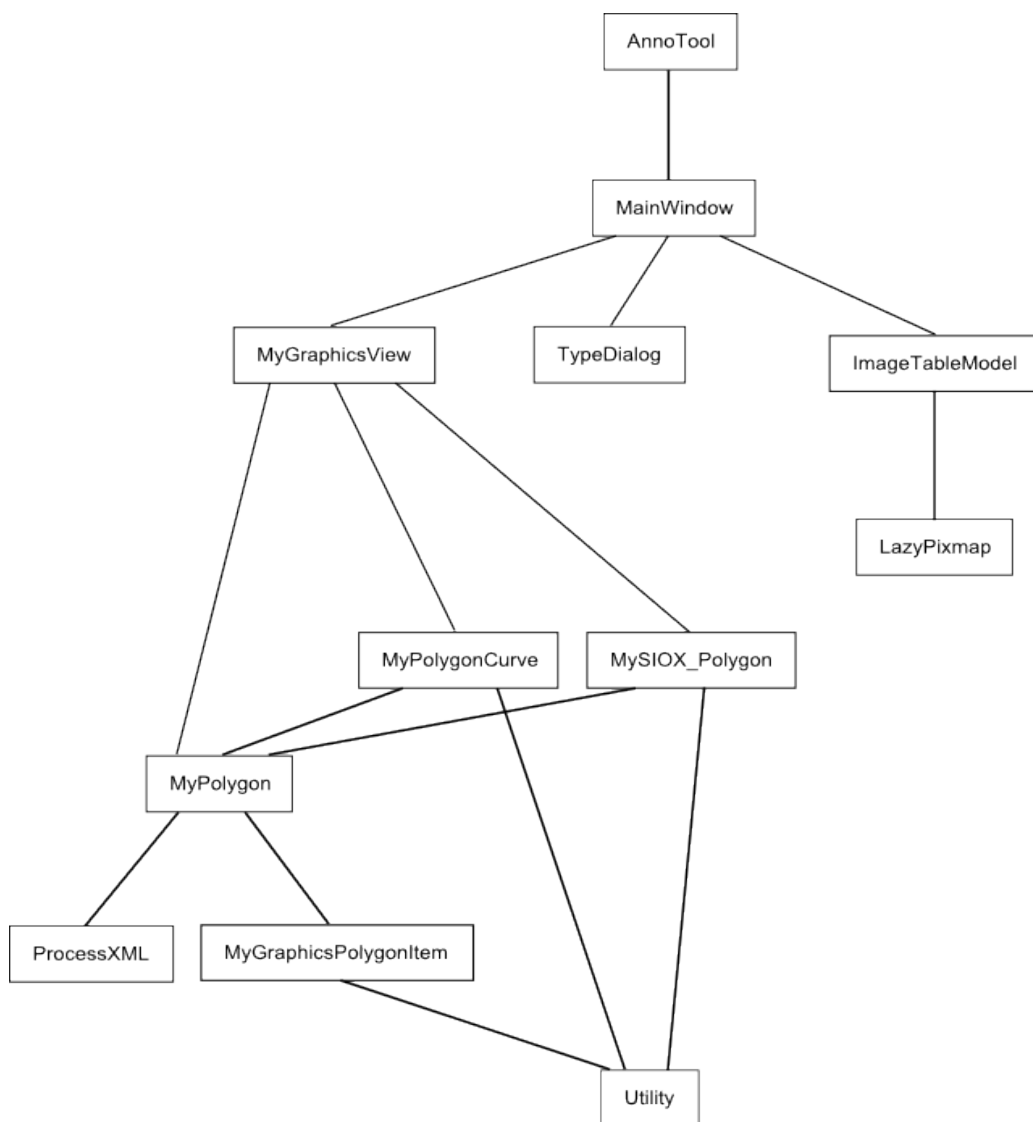 AnnoTool
MainWindow
MyGraphicsView
TypeDialog
ImageTableModel
LazyPixmap
MyPolygonCurve
MySIOX_Polygon
MyPolygon
ProcessXML
MyGraphicsPolygonItem
Utility